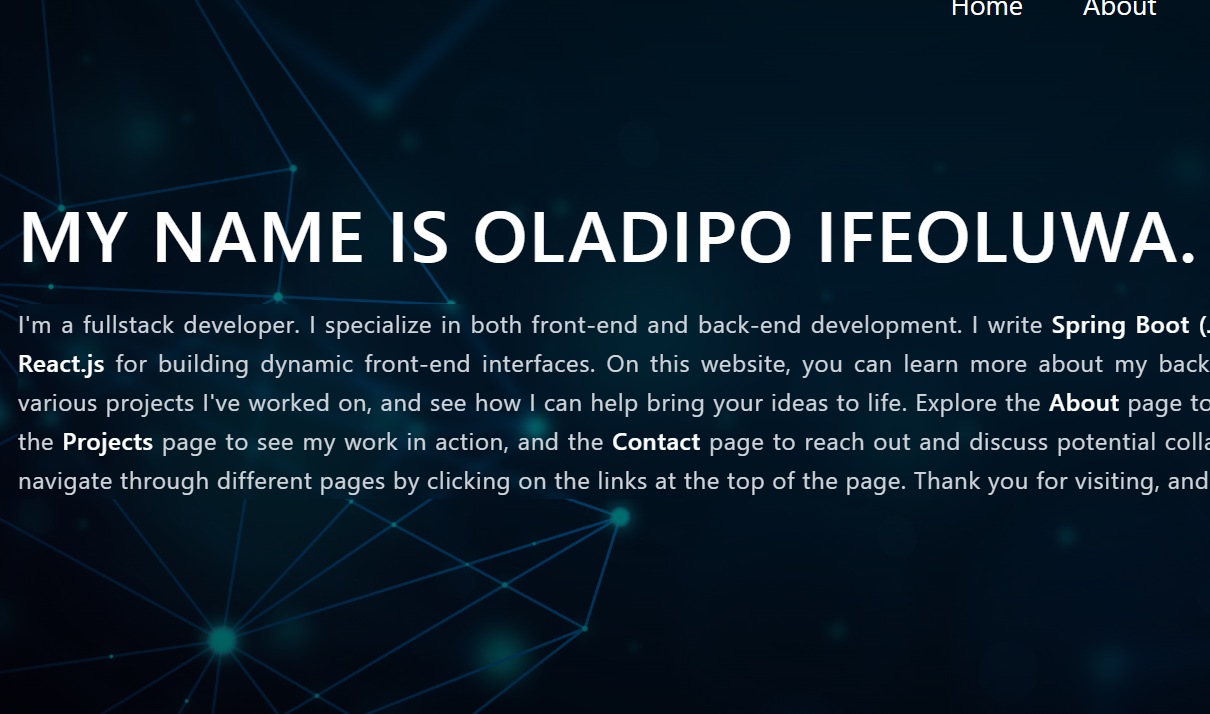 Home About
MY NAME IS OLADIPO IFEOLUWA.
I'm a fullstack developer. I specialize in both front-end and back-end development. I write Spring Boot (
React.js for building dynamic front-end interfaces. On this website, you can learn more about my back
various projects I've worked on, and see how I can help bring your ideas to life. Explore the About page to
the Projects page to see my work in action, and the Contact page to reach out and discuss potential colla
navigate through different pages by clicking on the links at the top of the page. Thank you for visiting, and